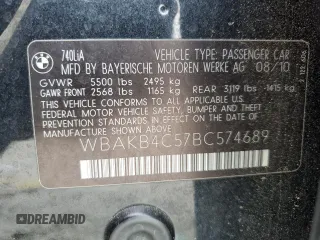 BMW
740LiA VEHICLE TYPE: PASSENGER CAR
MFD BY BAYERISCHE MOTOREN WERKE AG 08/10
GVWR 5500 lbs 2495 kg
GAWR FRONT 2568 lbs 1165 kg REAR 3119 lbs 1415 kg
THIS VEHICLE CONFORMS TO ALL APPLICABLE
FEDERAL MOTOR VEHICLE SAFETY, BUMPER AND
THEFT PREVENTION STANDARDS IN EFFECT ON THE
DATE OF MANUFACTURE SHOWN ABOVE.
WBAKB4C57BC574689
DREAMBID